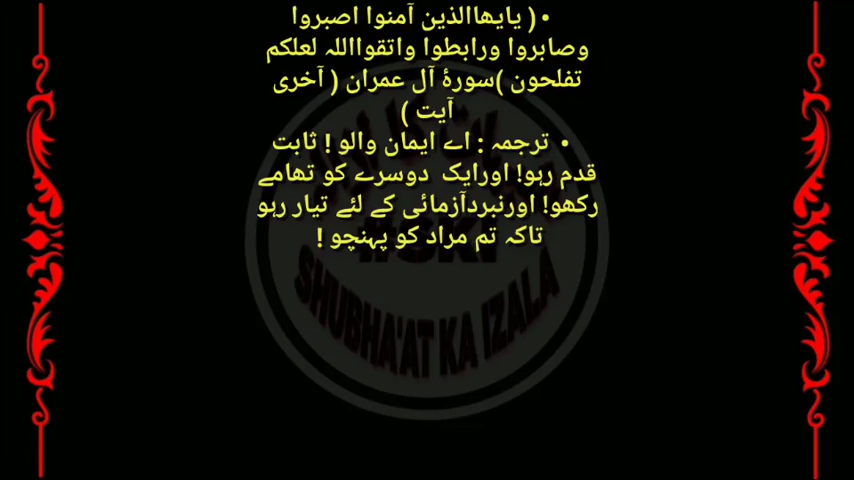 • ( یایھاالذین آمنوا اصبروا
وصابروا ورابطوا واتقوااللہ لعلکم
تفلحون )سورۂ آل عمران ( آخری
آیت )
• ترجمہ : اے ایمان والو ! ثابت
قدم رہو! اورایک دوسرے کو تھامے
رکھو! اورنبردآزمائی کے لئے تیار رہو
تاکہ تم مراد کو پہنچو !
#SKI
SHUBHA'AT KA IZALA